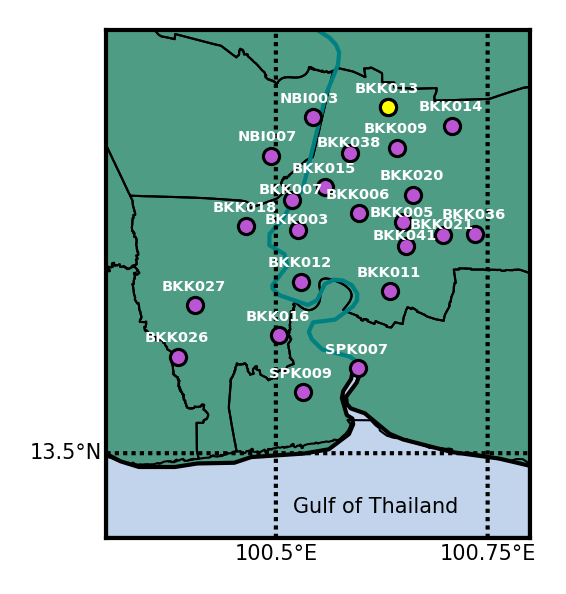 BKK013
NBI003
BKK014
BKK009
NBI007
BKK038
BKK015
BKK020
BKK007
BKK006
BKK018
BKK005
BKK036
BKK003
BKK021
BKK041
BKK012
BKK011
BKK027
BKK016
BKK026
SPK007
SPK009
13.5°N
Gulf of Thailand
100.5°E
100.75°E